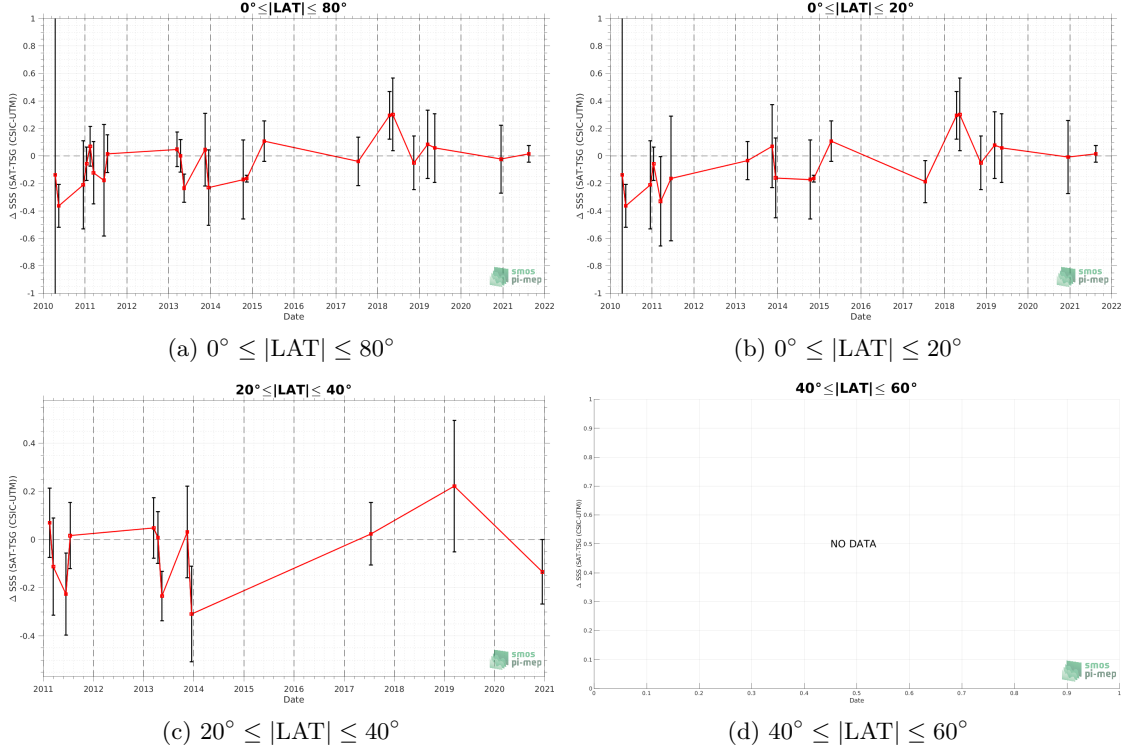 0°≤|LAT|≤ 80°
Δ SSS (SAT-TSG (CSIC-UTM))
1
0.8
0.6
0.4
0.2
0
-0.2
-0.4
-0.6
-0.8
-1
2010 2011 2012 2013 2014 2015 2016 2017 2018 2019 2020 2021 2022
Date
smos
pi-mep
(a) 0° ≤ |LAT| ≤ 80°
0°≤|LAT|≤ 20°
Δ SSS (SAT-TSG (CSIC-UTM))
1
0.8
0.6
0.4
0.2
0
-0.2
-0.4
-0.6
-0.8
-1
2010 2011 2012 2013 2014 2015 2016 2017 2018 2019 2020 2021 2022
Date
smos
pi-mep
(b) 0° ≤ |LAT| ≤ 20°
20°≤|LAT|≤ 40°
Δ SSS (SAT-TSG (CSIC-UTM))
0.4
0.2
0
-0.2
-0.4
2011 2012 2013 2014 2015 2016 2017 2018 2019 2020 2021
Date
smos
pi-mep
(c) 20° ≤ |LAT| ≤ 40°
40°≤|LAT|≤ 60°
Δ SSS (SAT-TSG (CSIC-UTM))
1
0.9
0.8
0.7
0.6
0.5
0.4
0.3
0.2
0.1
0
NO DATA
0 0.1 0.2 0.3 0.4 0.5 0.6 0.7 0.8 0.9 1
Date
smos
pi-mep
(d) 40° ≤ |LAT| ≤ 60°